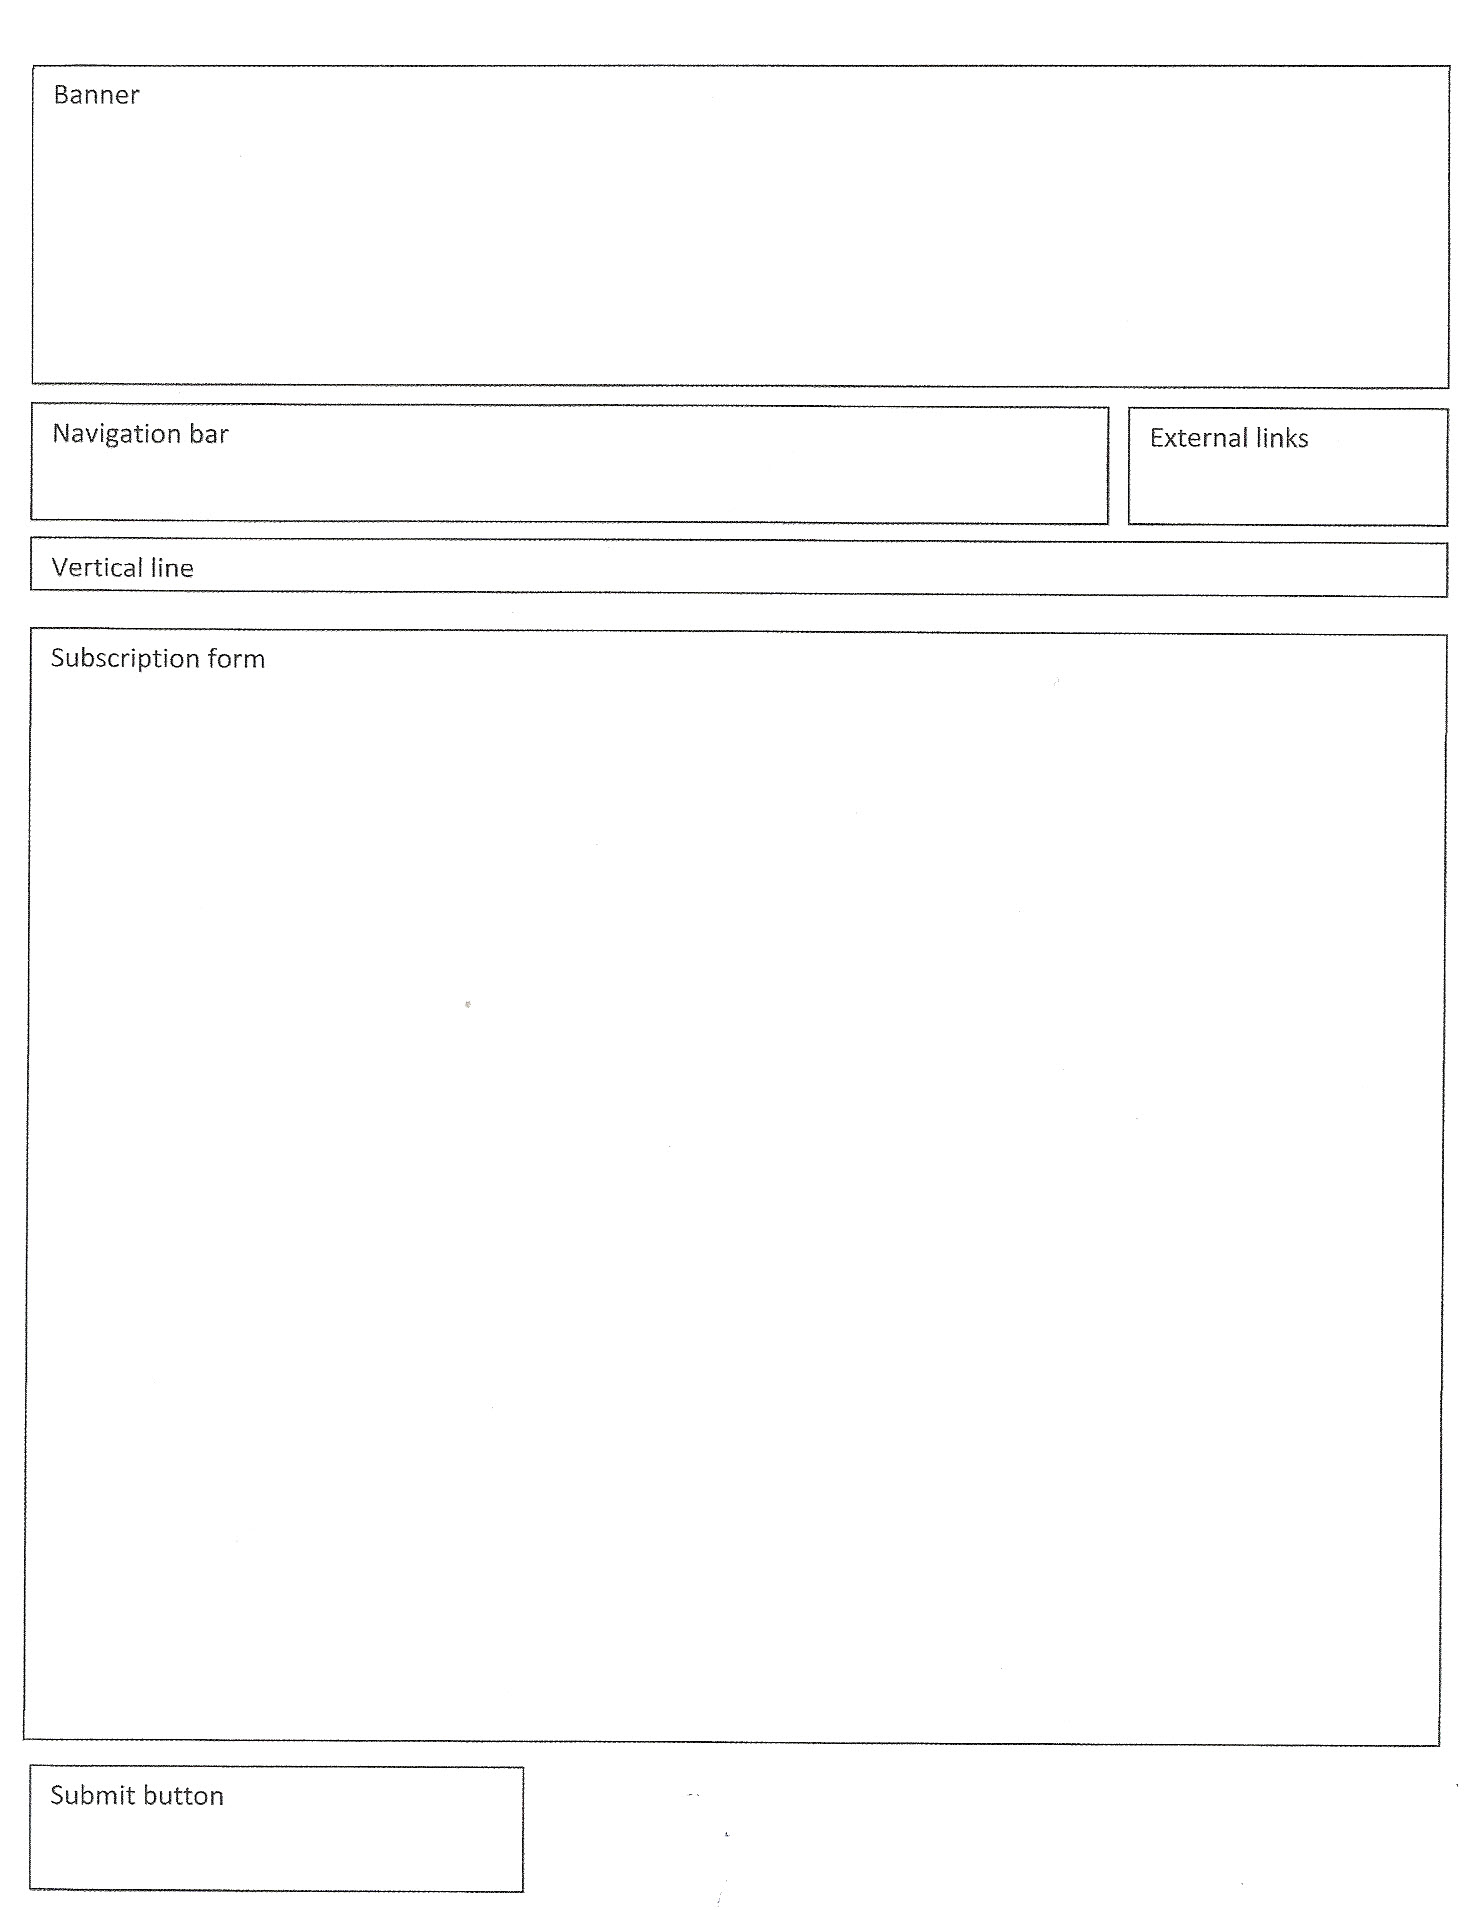 Banner
Navigation bar
External links
Vertical line
Subscription form
Submit button